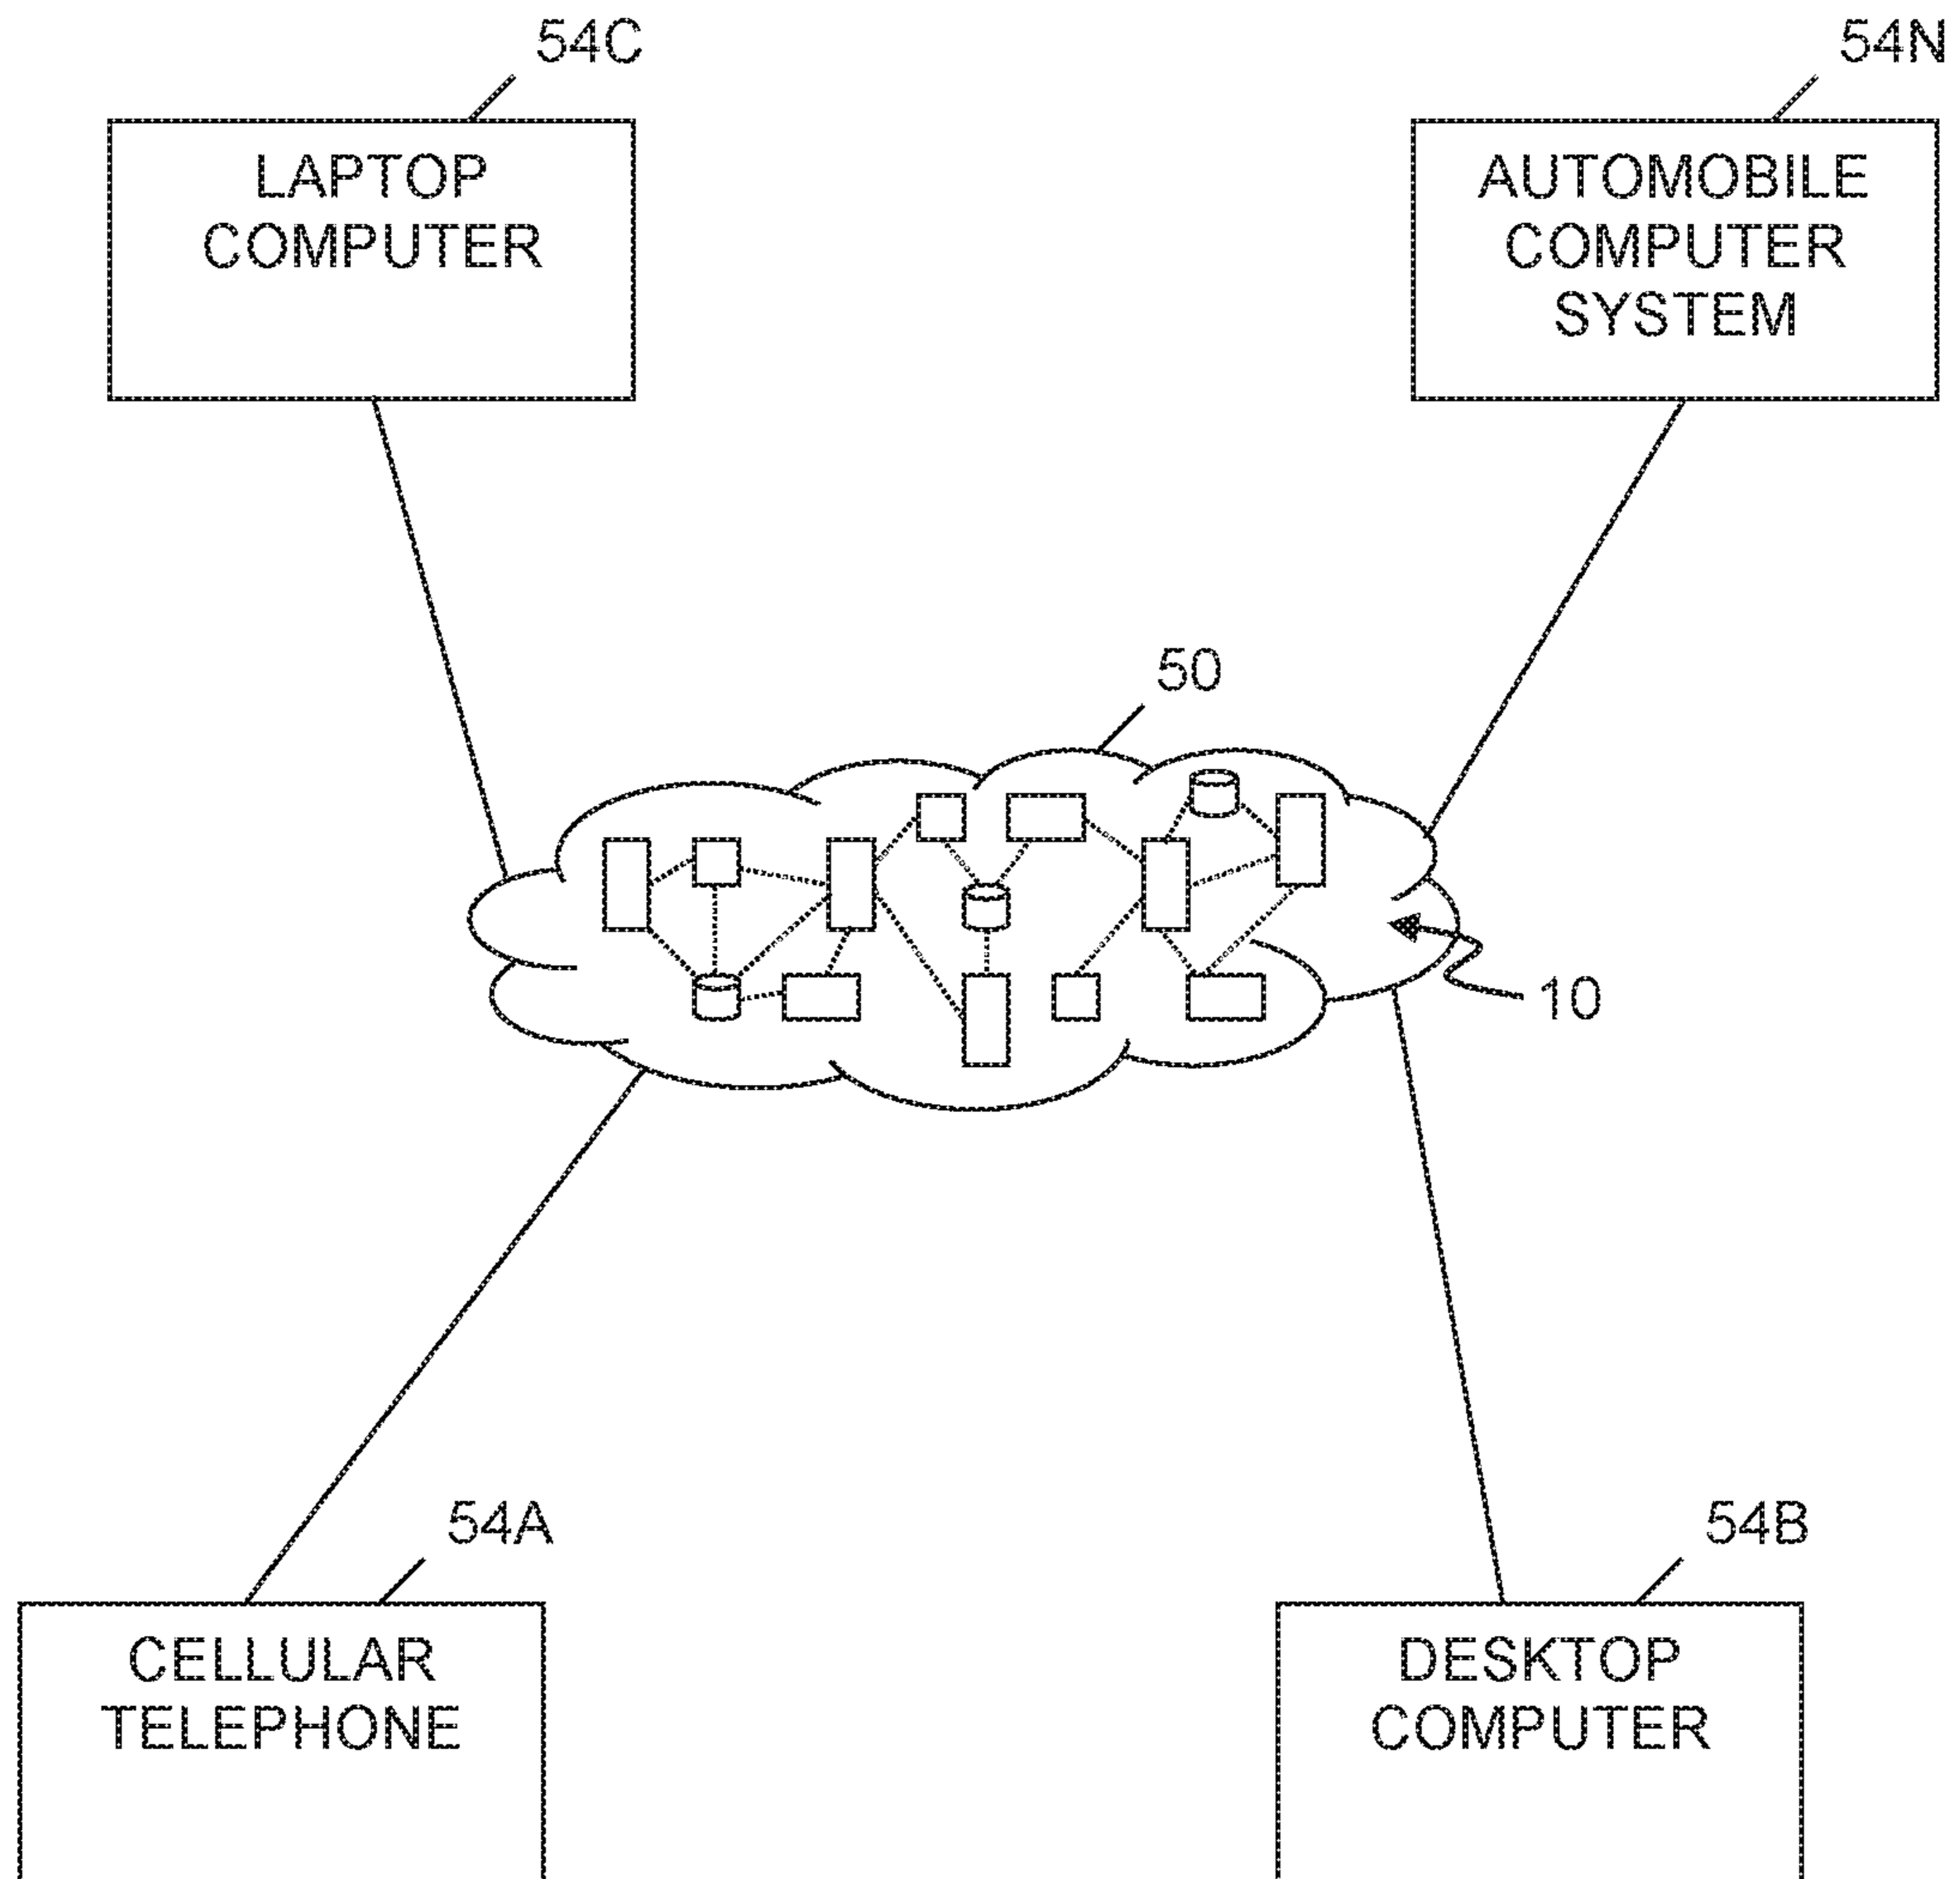 54C
54N
LAPTOP
COMPUTER
AUTOMOBILE
COMPUTER
SYSTEM
50
10
54A
54B
CELLULAR
TELEPHONE
DESKTOP
COMPUTER